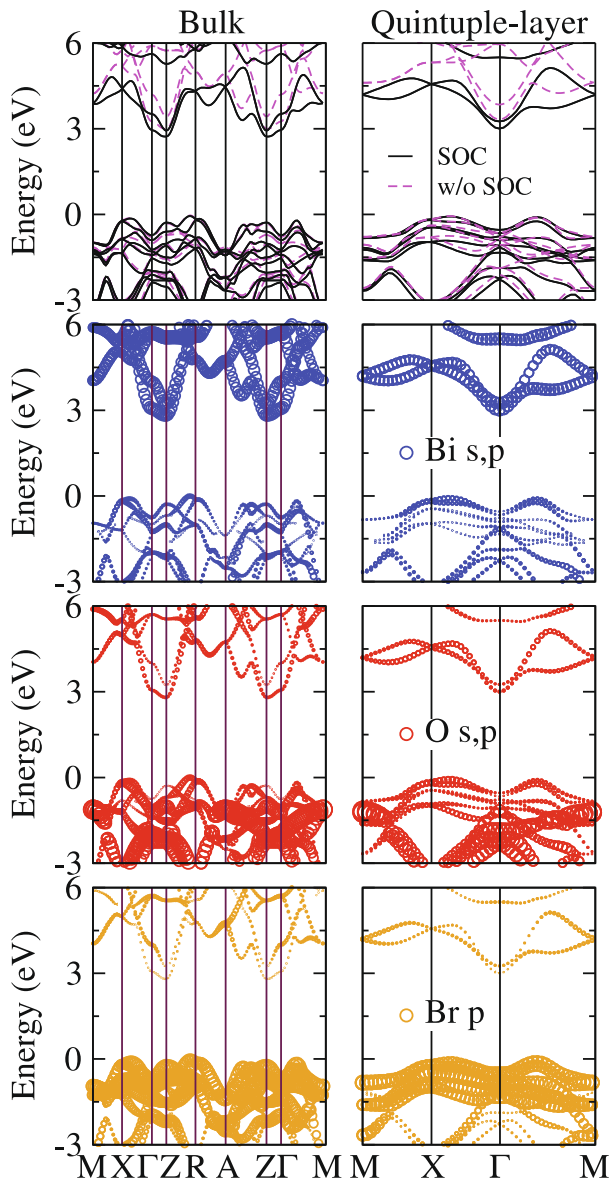 Bulk Quintuple-layer
6
3
0
-3
Energy (eV)
SOC
w/o SOC
6
3
0
-3
Energy (eV)
Bi s,p
6
3
0
-3
Energy (eV)
O s,p
6
3
0
-3
Energy (eV)
Br p
M X Γ Z R A Z Γ M M X Γ M